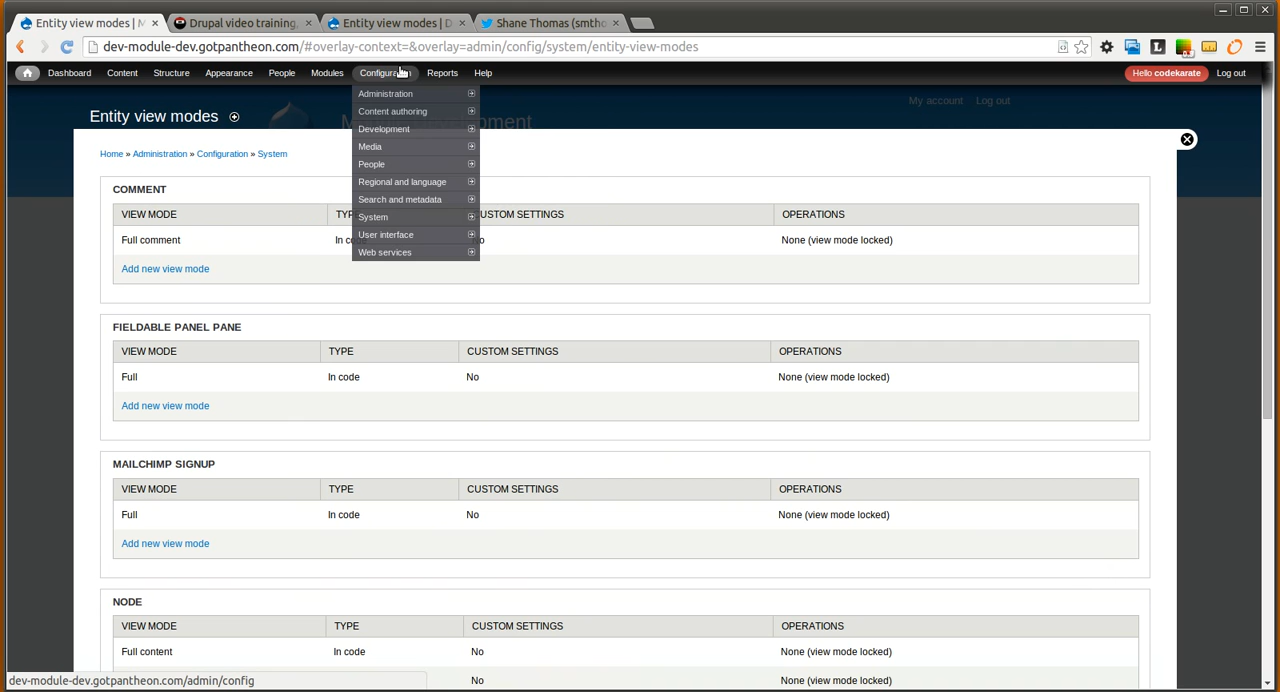 Entity view modes | M
Drupal video training,
Entity view modes | D
Shane Thomas (smtho
dev-module-dev.gotpantheon.com/#overlay-context=&overlay=admin/config/system/entity-view-modes
Dashboard Content Structure Appearance People Modules Configuration Reports Help Hello codekarate Log out
My account Log out
Entity view modes
Administration
Content authoring
Development
Media
People
Regional and language
Search and metadata
System
User interface
Web services
Home » Administration » Configuration » System
COMMENT
VIEW MODE TYP CUSTOM SETTINGS OPERATIONS
Full comment In co No None (view mode locked)
Add new view mode
FIELDABLE PANEL PANE
VIEW MODE TYPE CUSTOM SETTINGS OPERATIONS
Full In code No None (view mode locked)
Add new view mode
MAILCHIMP SIGNUP
VIEW MODE TYPE CUSTOM SETTINGS OPERATIONS
Full In code No None (view mode locked)
Add new view mode
NODE
VIEW MODE TYPE CUSTOM SETTINGS OPERATIONS
Full content In code No None (view mode locked)
No None (view mode locked)
dev-module-dev.gotpantheon.com/admin/config